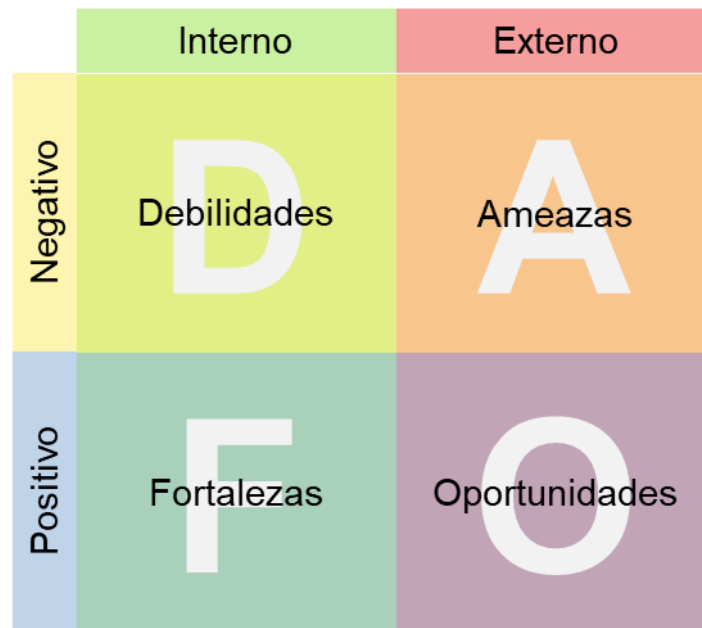 Interno Externo
Negativo
D
Debilidades
A
Ameazas
Positivo
F
Fortalezas
O
Oportunidades